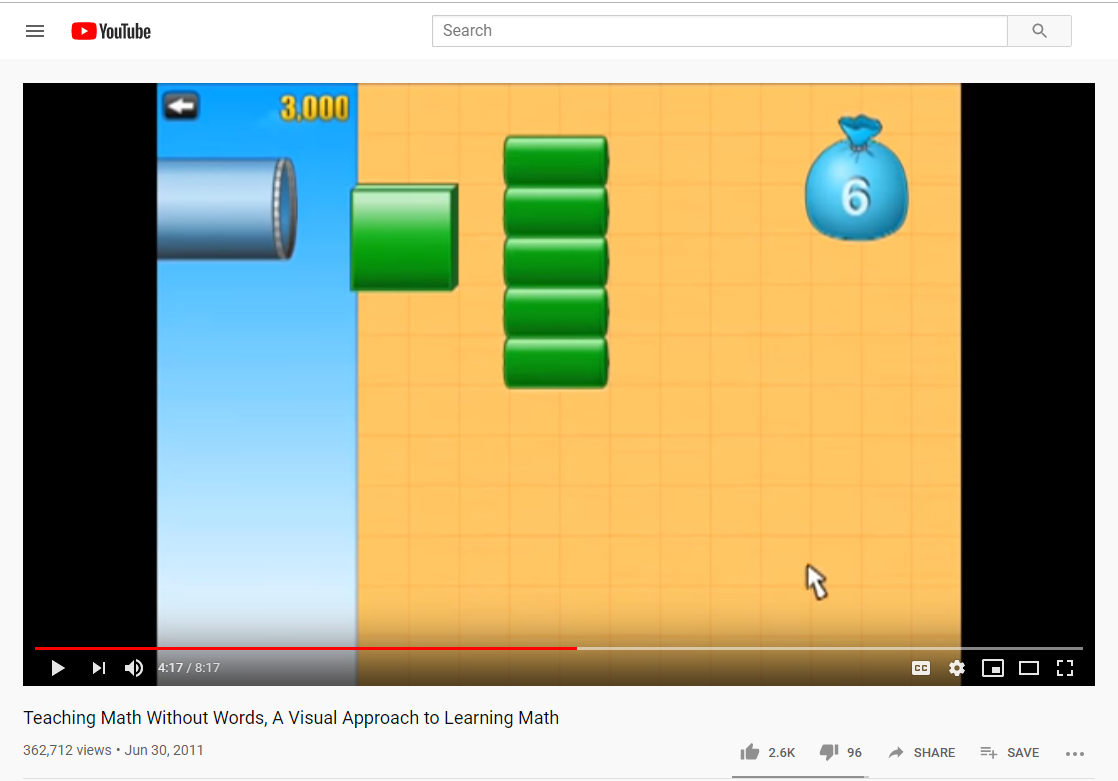 YouTube
Search
3,000
6
4:17 / 8:17
CC
Teaching Math Without Words, A Visual Approach to Learning Math
362,712 views • Jun 30, 2011
2.6K 96 SHARE SAVE